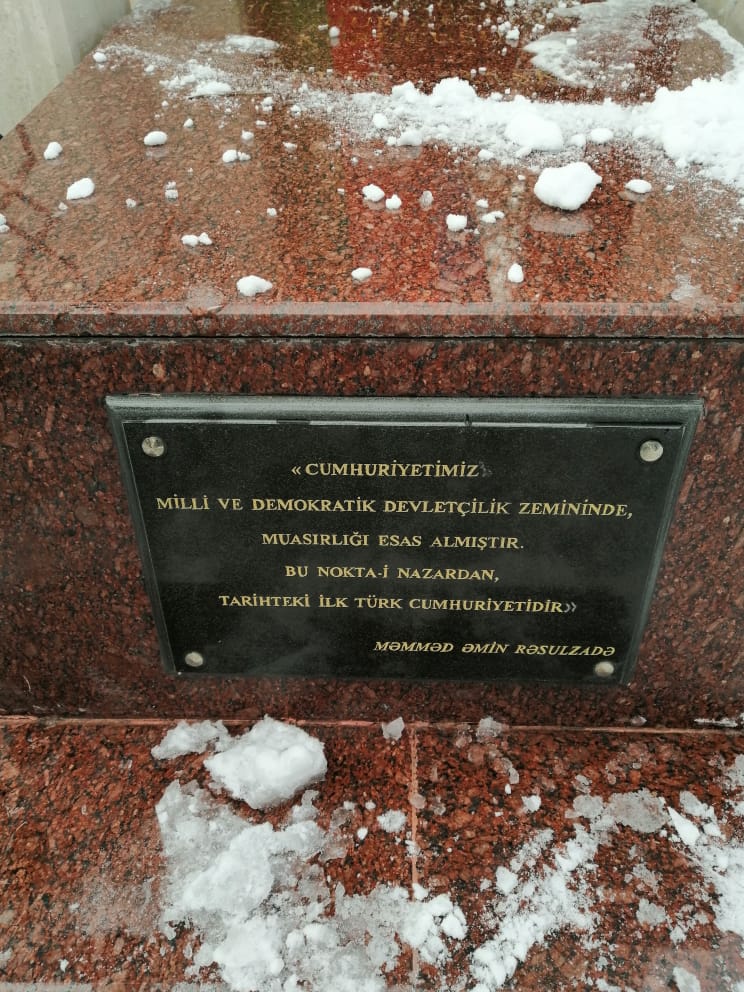 «CUMHURİYETİMİZ»
MİLLİ VE DEMOKRATİK DEVLETÇİLİK ZEMİNİNDE,
MUASIRLIĞI ESAS ALMIŞTIR.
BU NOKTA-İ NAZARDAN,
TARİHTEKİ İLK TÜRK CUMHURİYETİDİR»
MƏMMƏD ƏMİN RƏSULZADƏ